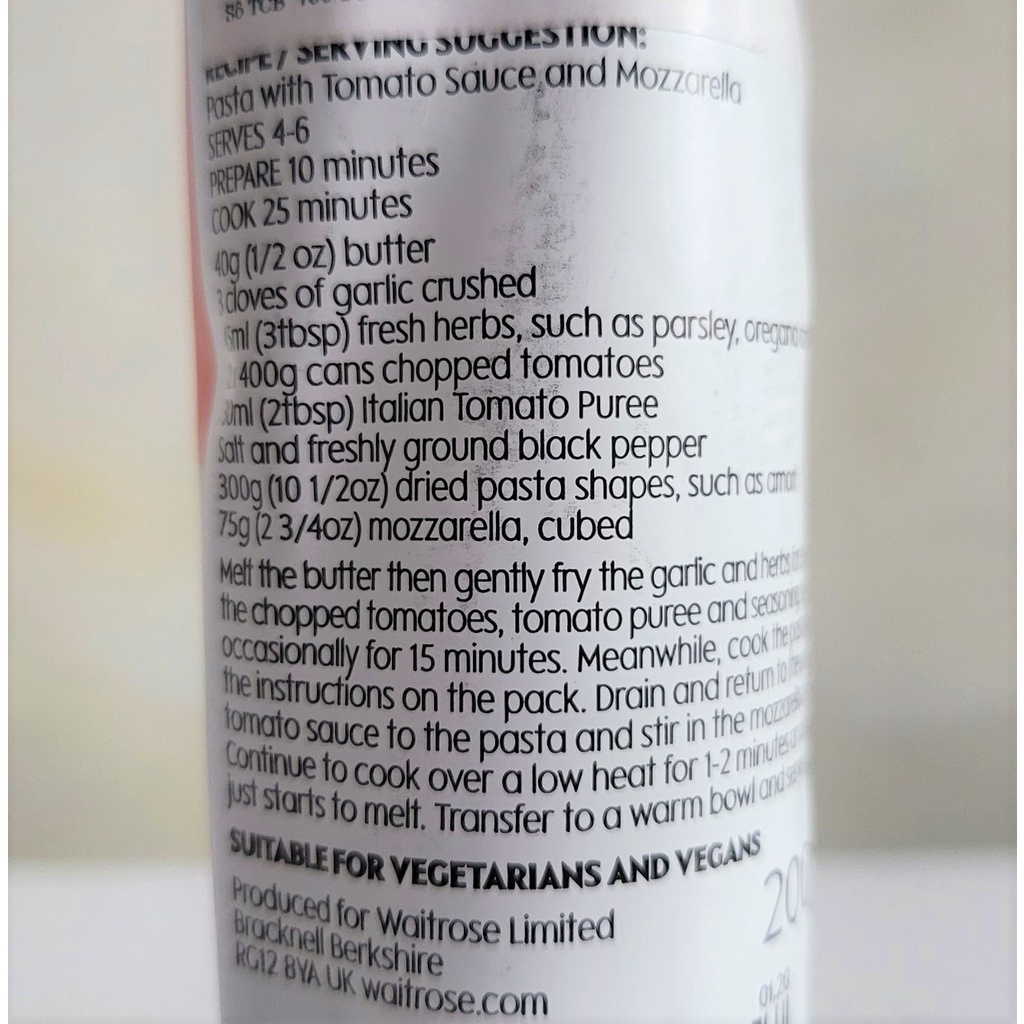 RECIPE / SERVING SUGGESTION:
Pasta with Tomato Sauce and Mozzarella
SERVES 4-6
PREPARE 10 minutes
COOK 25 minutes
40g (1/2 oz) butter
3 cloves of garlic crushed
(3tbsp) fresh herbs, such as parsley, oregano
400g cans chopped tomatoes
(2tbsp) Italian Tomato Puree
Salt and freshly ground black pepper
300g (10 1/2oz) dried pasta shapes, such as
75g (2 3/4oz) mozzarella, cubed
Melt the butter then gently fry the garlic and herbs
the chopped tomatoes, tomato puree and
occasionally for 15 minutes. Meanwhile, cook the
the instructions on the pack. Drain and return to
tomato sauce to the pasta and stir in the
Continue to cook over a low heat for 1-2 minutes
just starts to melt. Transfer to a warm bowl and
SUITABLE FOR VEGETARIANS AND VEGANS
Produced for Waitrose Limited
Bracknell Berkshire
RG12 8YA UK waitrose.com